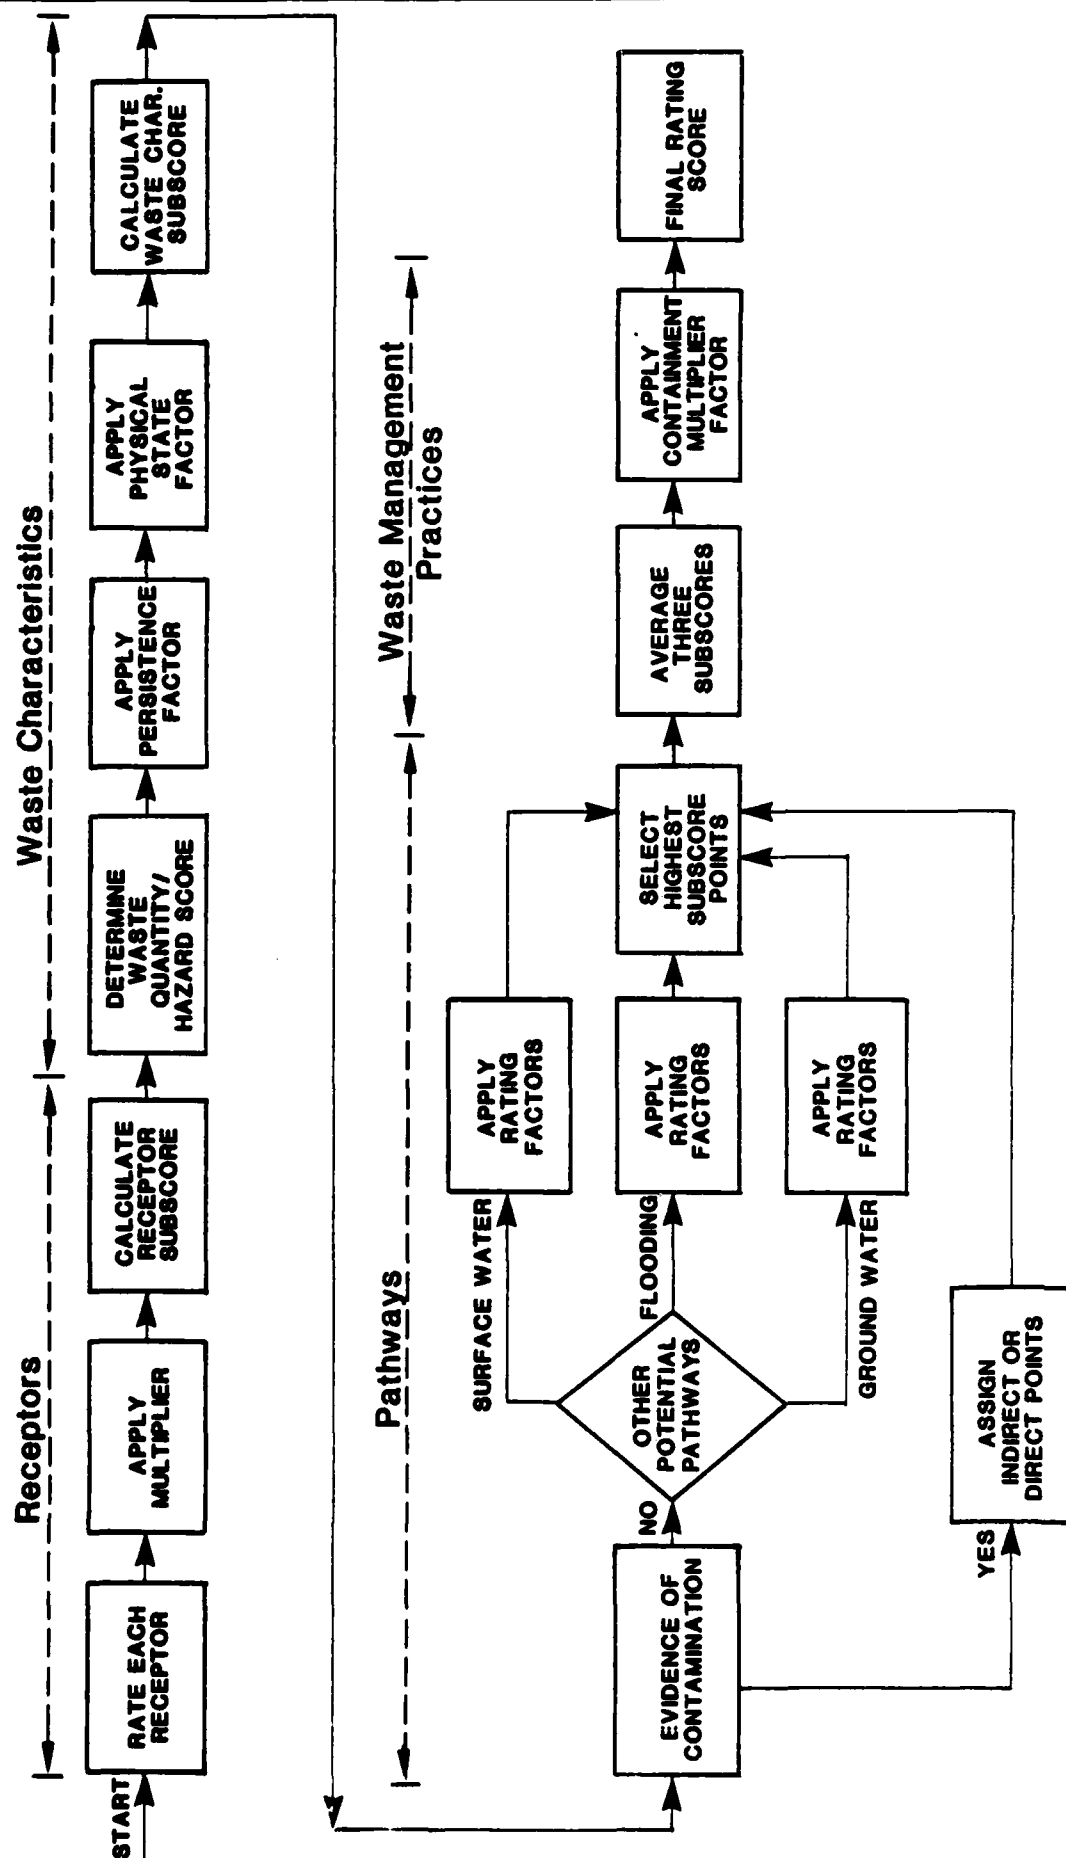 Receptors
Waste Characteristics
START
RATE EACH
RECEPTOR
APPLY
MULTIPLIER
CALCULATE
RECEPTOR
SUBSCORE
DETERMINE
WASTE
QUANTITY/
HAZARD SCORE
APPLY
PERSISTENCE
FACTOR
APPLY
PHYSICAL
STATE
FACTOR
CALCULATE
WASTE CHAR.
SUBSCORE
Pathways
Waste Management
Practices
EVIDENCE OF
CONTAMINATION
NO
YES
OTHER
POTENTIAL
PATHWAYS
SURFACE WATER
FLOODING
GROUND WATER
APPLY
RATING
FACTORS
APPLY
RATING
FACTORS
APPLY
RATING
FACTORS
ASSIGN
INDIRECT OR
DIRECT POINTS
SELECT
HIGHEST
SUBSCORE
POINTS
AVERAGE
THREE
SUBSCORES
APPLY
CONTAINMENT
MULTIPLIER
FACTOR
FINAL RATING
SCORE